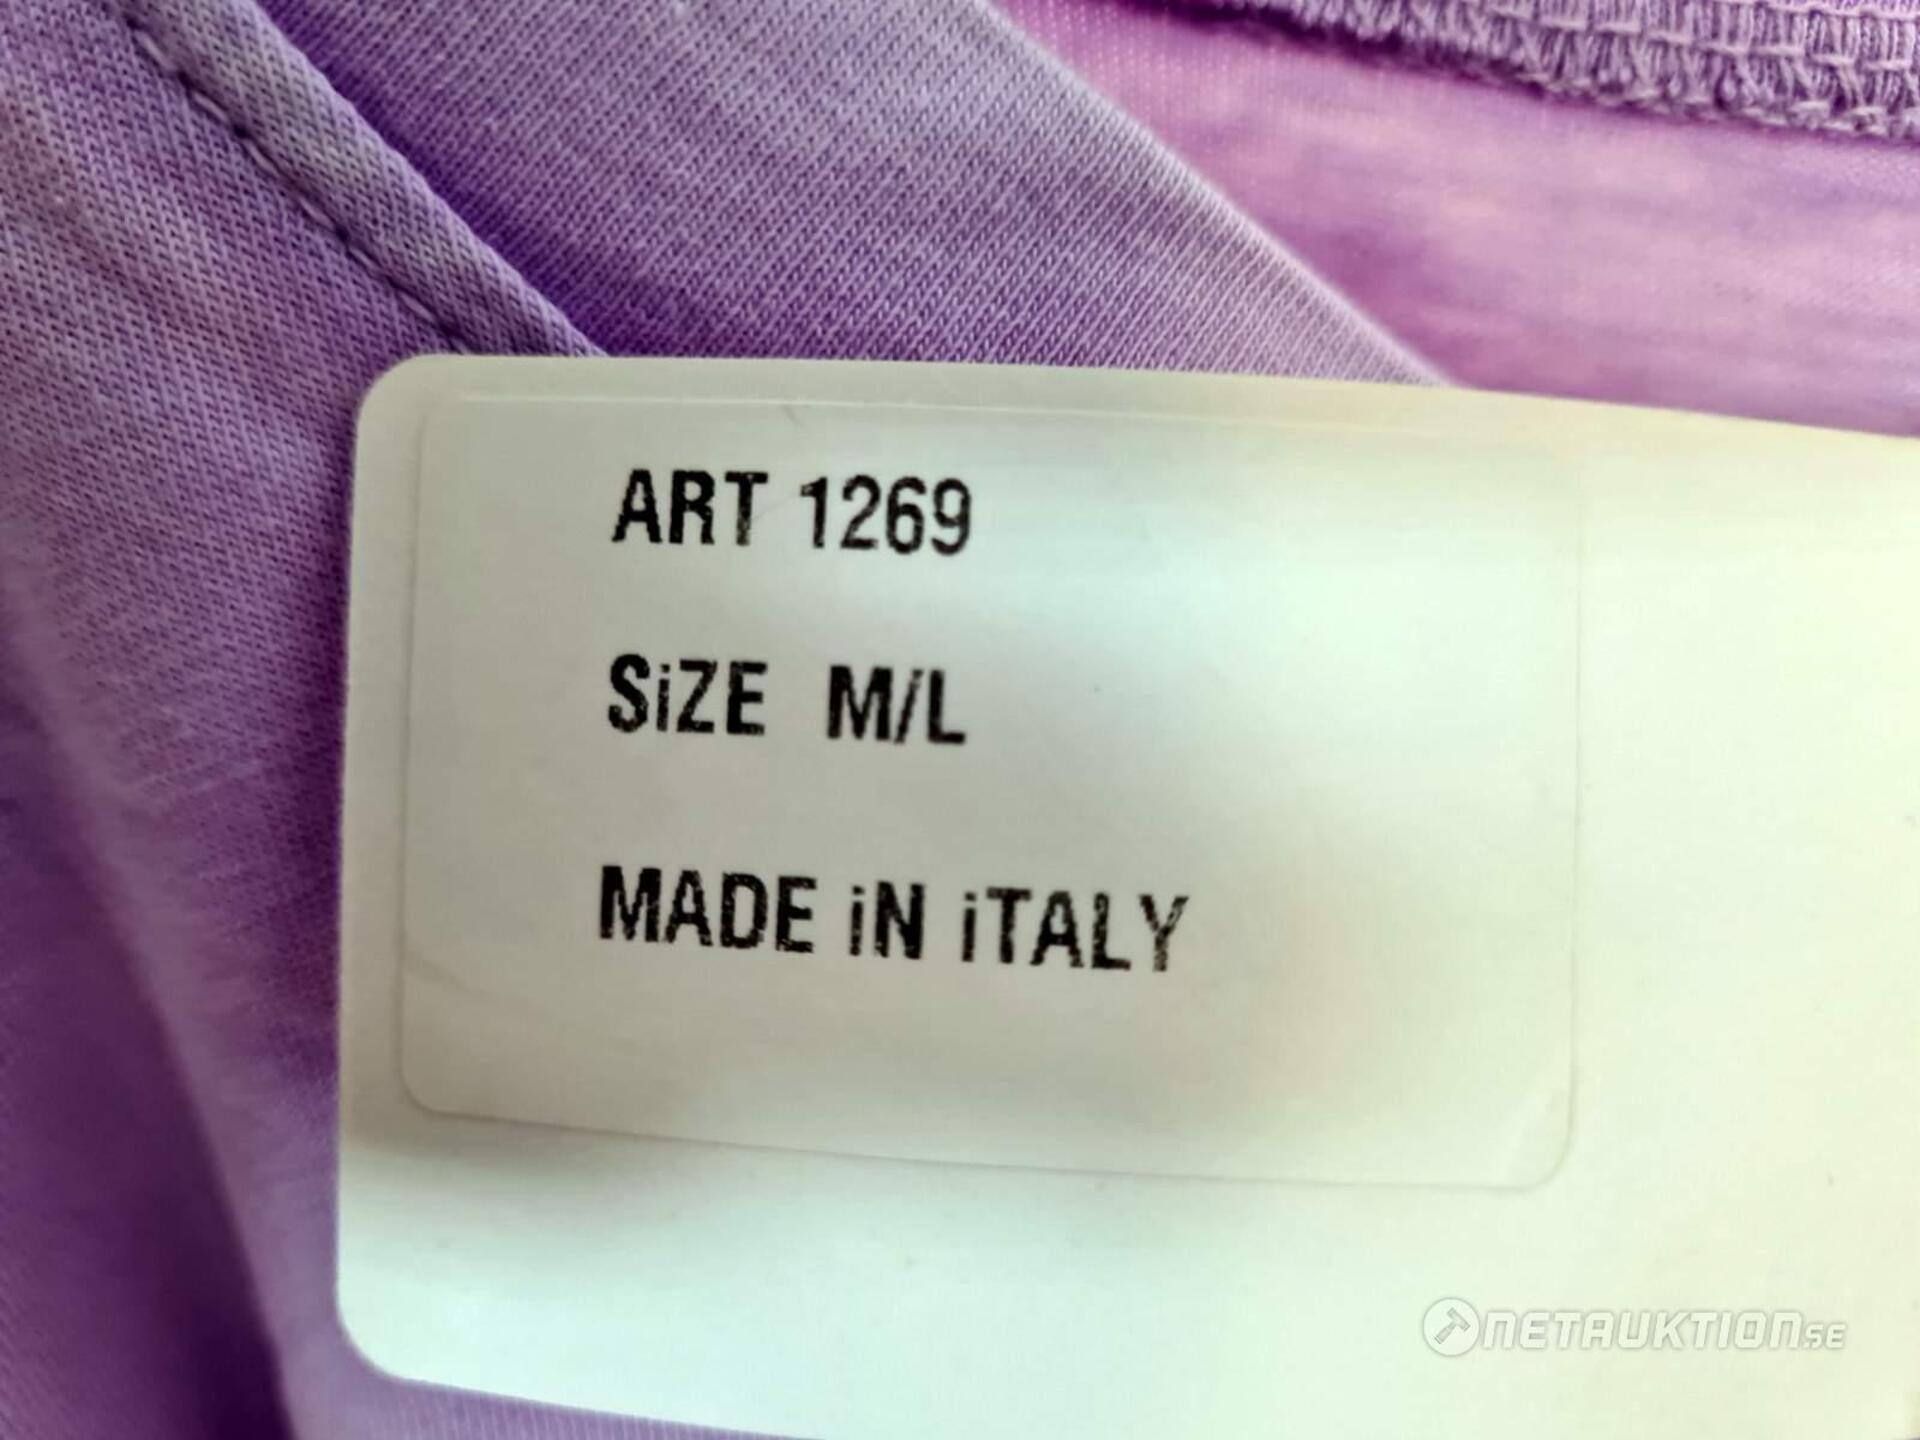 ART 1269
SiZE M/L
MADE iN iTALY
NETAUKTION.SE